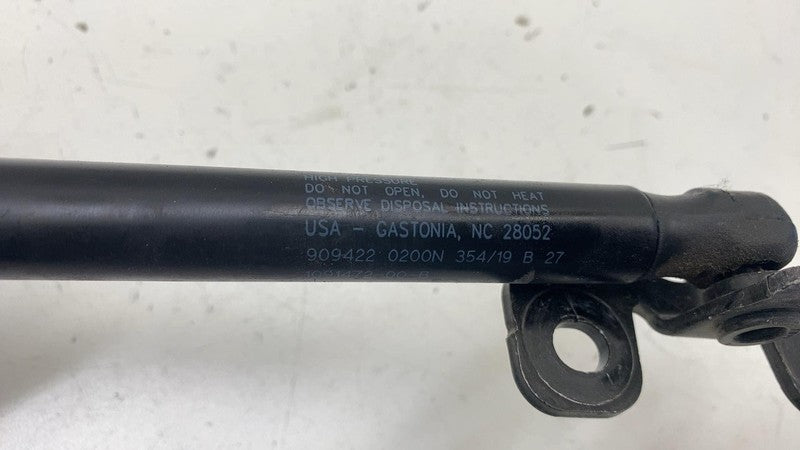 HIGH PRESSURE
DO NOT OPEN, DO NOT HEAT
OBSERVE DISPOSAL INSTRUCTIONS
USA - GASTONIA, NC 28052
909422 0200N 354/19 B 27